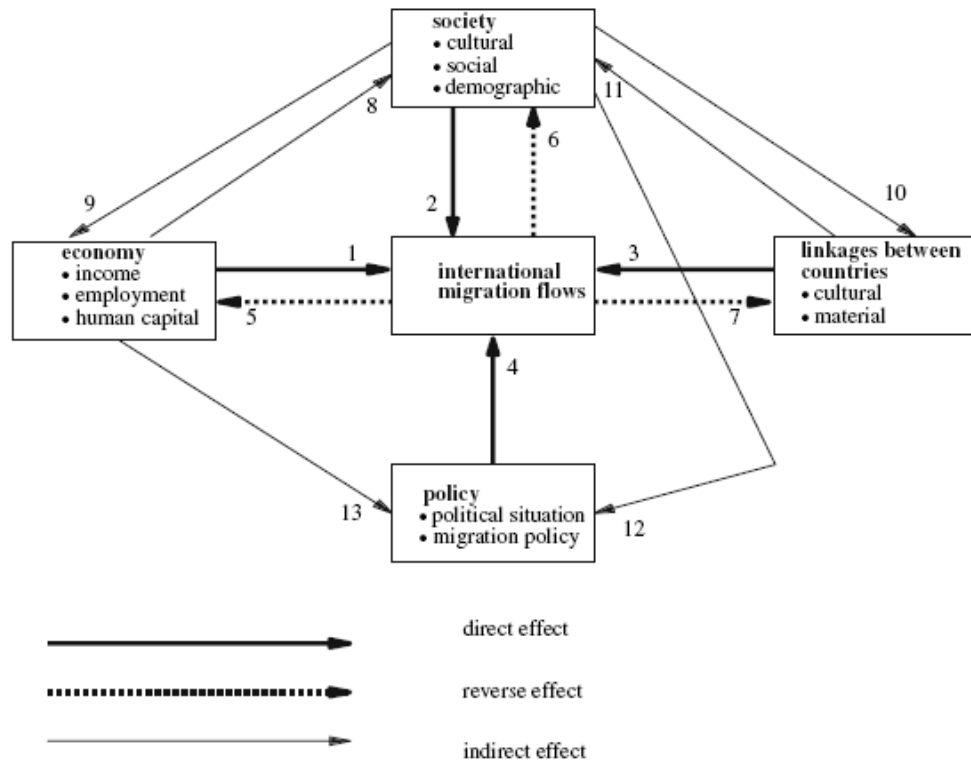 society
• cultural
• social
• demographic
8
11
6
9
10
2
economy
• income
• employment
• human capital
1
international
migration flows
3
linkages between
countries
• cultural
• material
5
7
4
policy
• political situation
• migration policy
13
12
direct effect
reverse effect
indirect effect